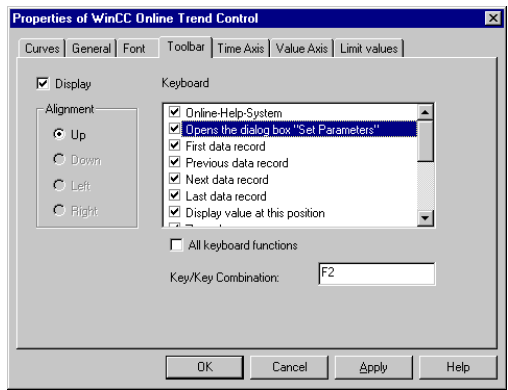 Properties of WinCC Online Trend Control
Curves General Font Toolbar Time Axis Value Axis Limit values
Display
Keyboard
Alignment
Up
Down
Left
Right
Online-Help-System
Opens the dialog box "Set Parameters"
First data record
Previous data record
Next data record
Last data record
Display value at this position
All keyboard functions
Key/Key Combination: F2
OK Cancel Apply Help